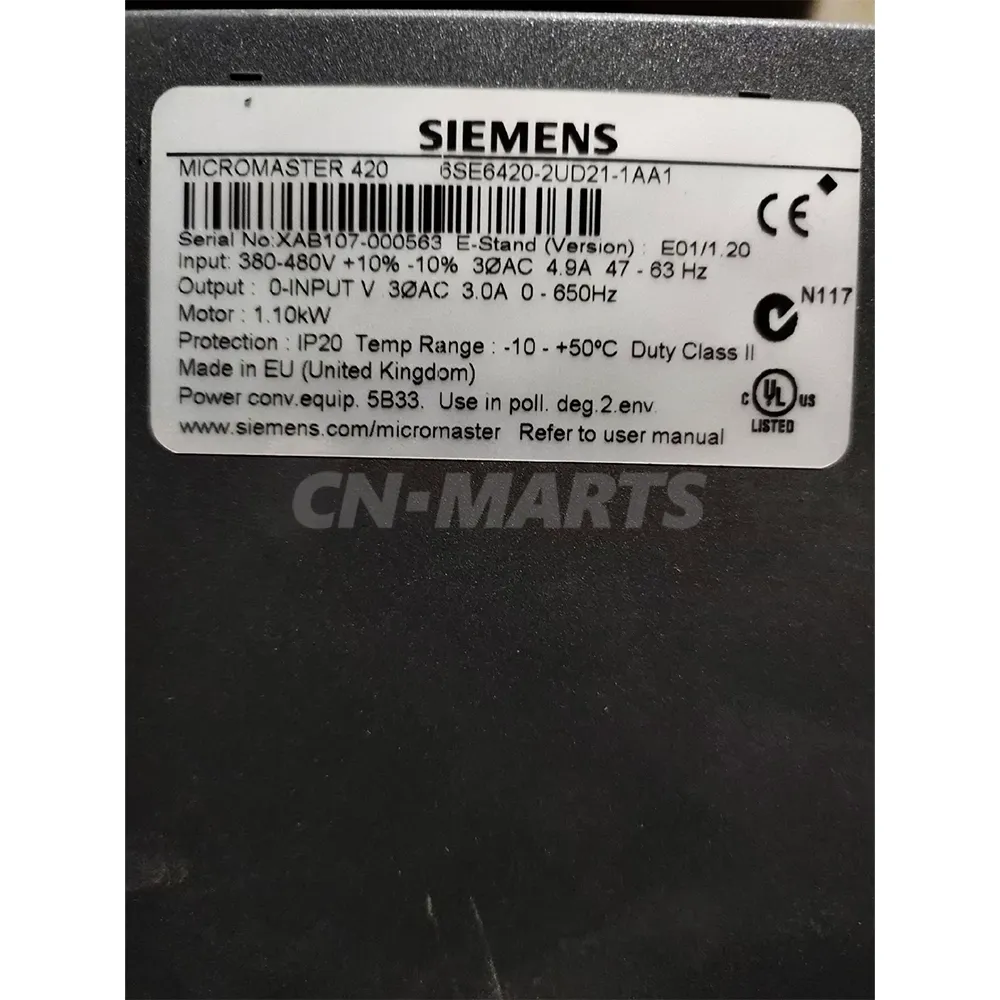 SIEMENS
MICROMASTER 420 6SE6420-2UD21-1AA1
CE
Serial No:XAB107-000563 E-Stand (Version) : E01/1.20
Input: 380-480V +10% -10% 3ØAC 4.9A 47 - 63 Hz
Output : 0-INPUT V 3ØAC 3.0A 0 - 650Hz
N117
Motor : 1.10kW
Protection : IP20 Temp Range : -10 - +50°C Duty Class II
Made in EU (United Kingdom)
Power conv.equip. 5B33. Use in poll. deg.2.env.
C UL US
LISTED
www.siemens.com/micromaster Refer to user manual
CN-MARTS